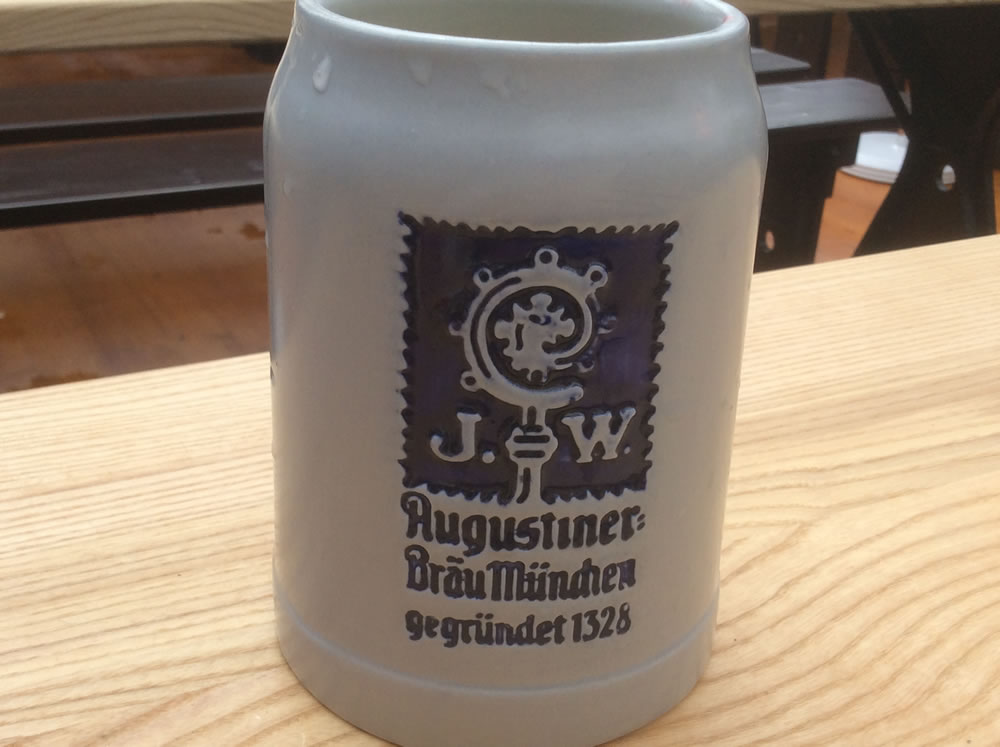 J. W.
Augustiner=
Bräu München
gegründet 1328